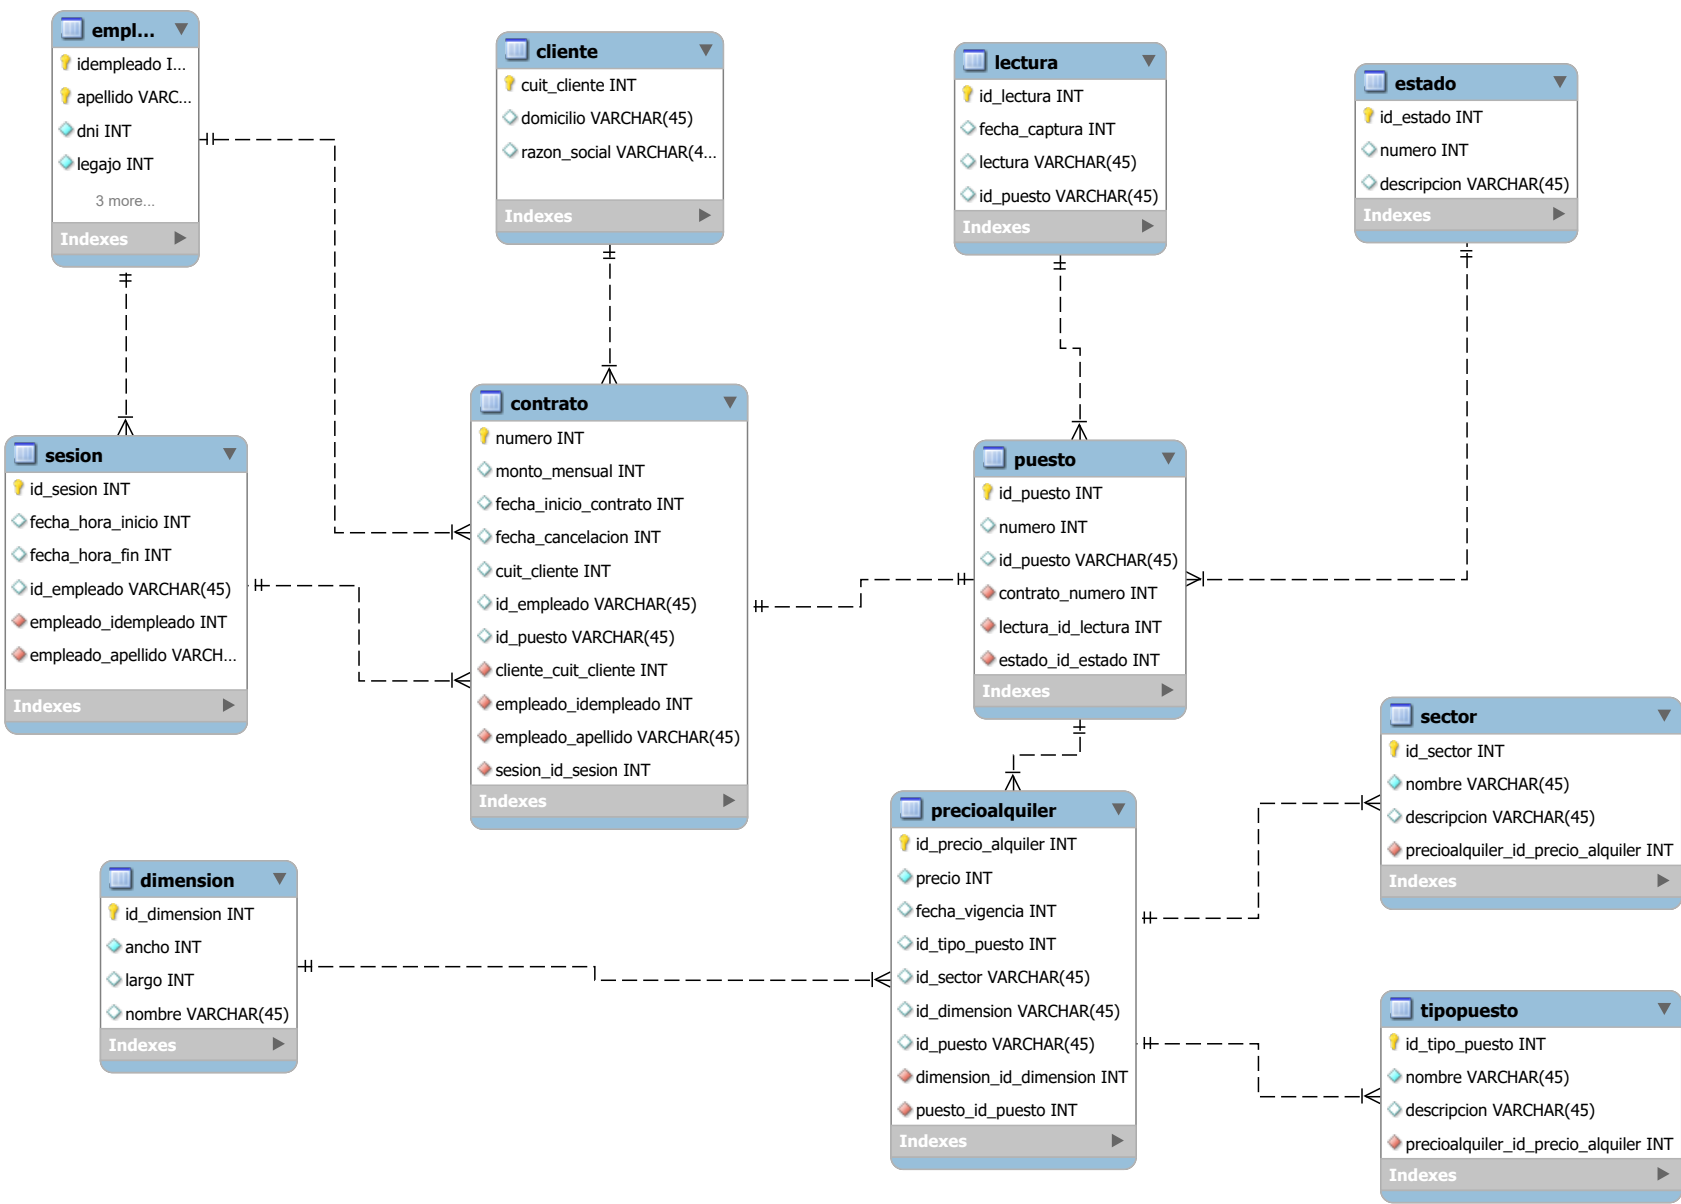 empl...
idempleado I...
apellido VARC...
dni INT
legajo INT
3 more...
Indexes
cliente
cuit_cliente INT
domicilio VARCHAR(45)
razon_social VARCHAR(4...
Indexes
lectura
id_lectura INT
fecha_captura INT
lectura VARCHAR(45)
id_puesto VARCHAR(45)
Indexes
estado
id_estado INT
numero INT
descripcion VARCHAR(45)
Indexes
sesion
id_sesion INT
fecha_hora_inicio INT
fecha_hora_fin INT
id_empleado VARCHAR(45)
empleado_idempleado INT
empleado_apellido VARCH...
Indexes
contrato
numero INT
monto_mensual INT
fecha_inicio_contrato INT
fecha_cancelacion INT
cuit_cliente INT
id_empleado VARCHAR(45)
id_puesto VARCHAR(45)
cliente_cuit_cliente INT
empleado_idempleado INT
empleado_apellido VARCHAR(45)
sesion_id_sesion INT
Indexes
puesto
id_puesto INT
numero INT
id_puesto VARCHAR(45)
contrato_numero INT
lectura_id_lectura INT
estado_id_estado INT
Indexes
sector
id_sector INT
nombre VARCHAR(45)
descripcion VARCHAR(45)
precioalquiler_id_precio_alquiler INT
Indexes
dimension
id_dimension INT
ancho INT
largo INT
nombre VARCHAR(45)
Indexes
precioalquiler
id_precio_alquiler INT
precio INT
fecha_vigencia INT
id_tipo_puesto INT
id_sector VARCHAR(45)
id_dimension VARCHAR(45)
id_puesto VARCHAR(45)
dimension_id_dimension INT
puesto_id_puesto INT
Indexes
tipopuesto
id_tipo_puesto INT
nombre VARCHAR(45)
descripcion VARCHAR(45)
precioalquiler_id_precio_alquiler INT
Indexes